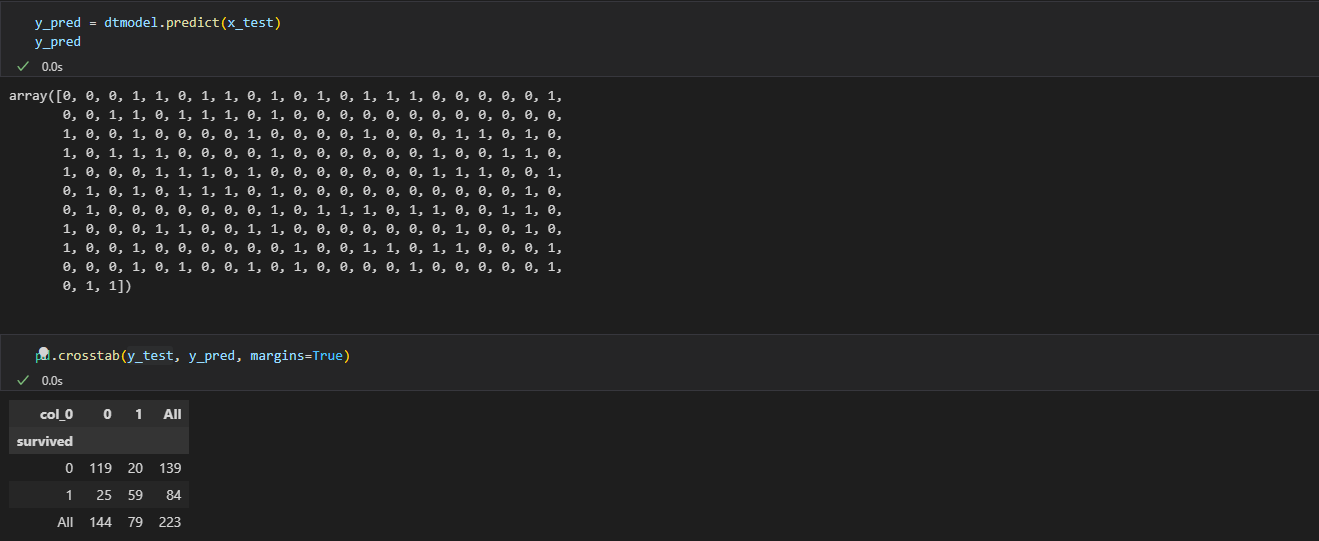 y_pred = dtmodel.predict(x_test)
y_pred
0.0s
array([0, 0, 0, 1, 1, 0, 1, 1, 0, 1, 0, 1, 0, 1, 1, 1, 0, 0, 0, 0, 0, 1,
0, 0, 1, 1, 0, 1, 1, 1, 0, 1, 0, 0, 0, 0, 0, 0, 0, 0, 0, 0,
1, 0, 0, 1, 0, 0, 0, 0, 1, 0, 0, 0, 0, 1, 0, 0, 0, 1, 1, 0, 1, 0,
1, 0, 1, 1, 1, 0, 0, 0, 0, 1, 0, 0, 0, 0, 0, 0, 1, 0, 0, 1, 1, 0,
1, 0, 0, 0, 1, 1, 1, 0, 1, 0, 0, 0, 0, 0, 0, 0, 1, 1, 1, 0, 0, 1,
0, 1, 0, 1, 0, 1, 1, 1, 0, 1, 0, 0, 0, 0, 0, 0, 0, 0, 0, 0, 1, 0,
0, 1, 0, 0, 0, 0, 0, 0, 0, 1, 0, 1, 1, 1, 0, 1, 1, 0, 0, 1, 1, 0,
1, 0, 0, 0, 1, 1, 0, 0, 1, 1, 0, 0, 0, 0, 0, 0, 0, 1, 0, 0, 1, 0,
1, 0, 0, 1, 0, 0, 0, 0, 0, 0, 1, 0, 0, 1, 1, 0, 1, 1, 0, 0, 0, 1,
0, 0, 0, 1, 0, 1, 0, 0, 1, 0, 1, 0, 0, 0, 0, 1, 0, 0, 0, 0, 0, 1,
0, 1, 1])
pd.crosstab(y_test, y_pred, margins=True)
0.0s
col_0 0 1 All
survived
0 119 20 139
1 25 59 84
All 144 79 223